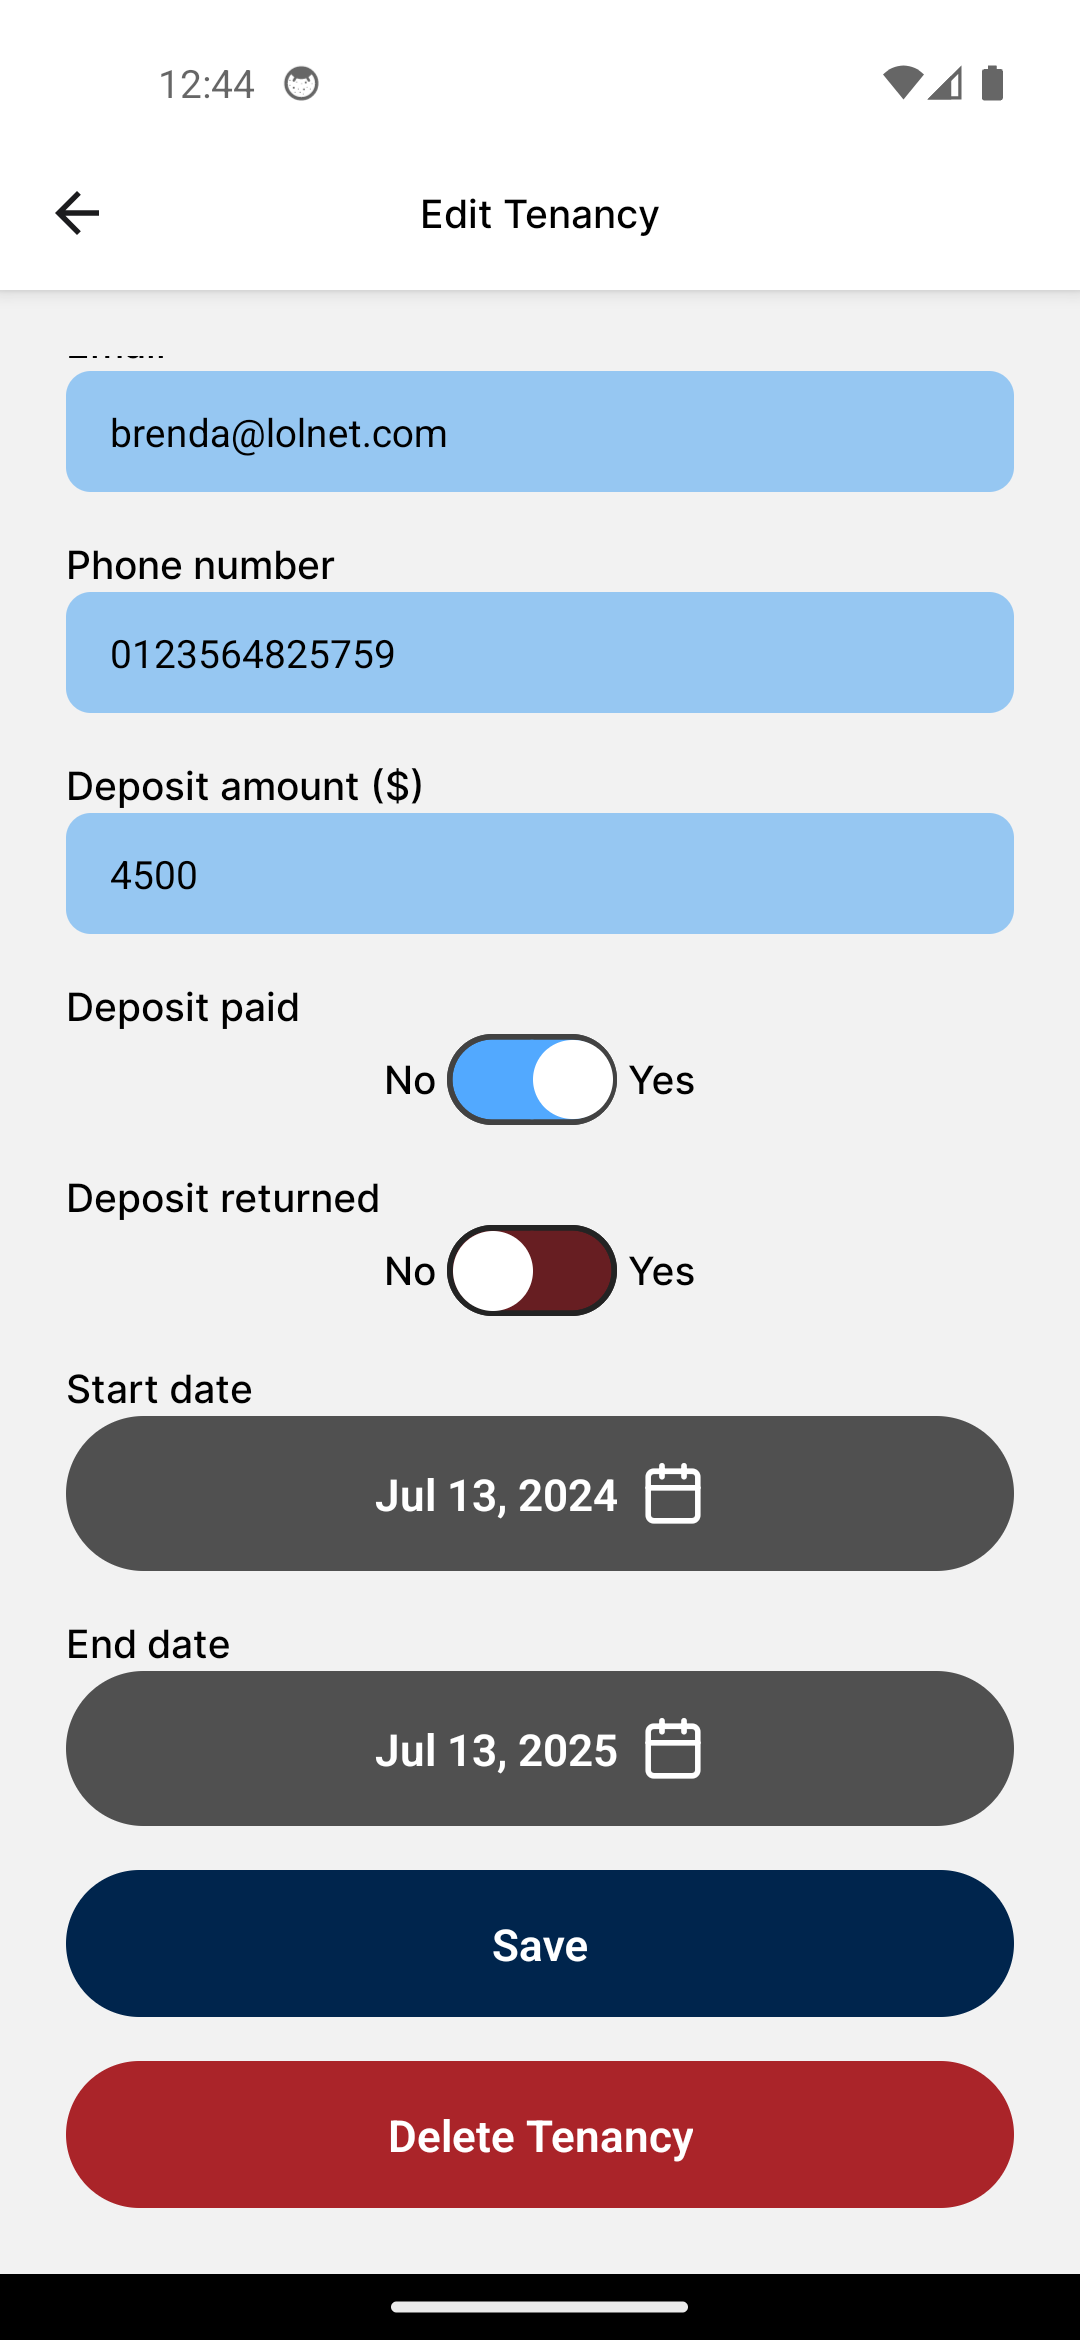 12:44
Edit Tenancy
brenda@lolnet.com
Phone number
0123564825759
Deposit amount ($)
4500
Deposit paid
No Yes
Deposit returned
No Yes
Start date
Jul 13, 2024
End date
Jul 13, 2025
Save
Delete Tenancy